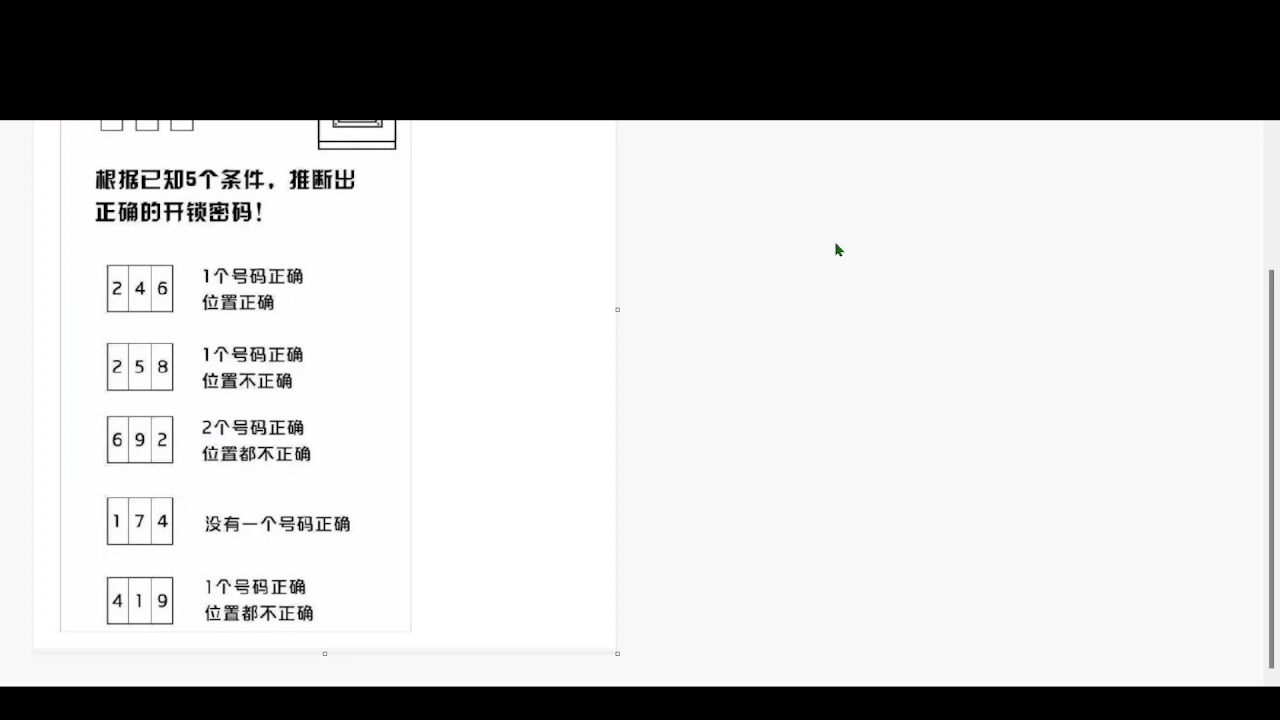 根据已知5个条件，推断出
正确的开锁密码！
2 4 6
1个号码正确
位置正确
2 5 8
1个号码正确
位置不正确
6 9 2
2个号码正确
位置都不正确
1 7 4
没有一个号码正确
4 1 9
1个号码正确
位置都不正确